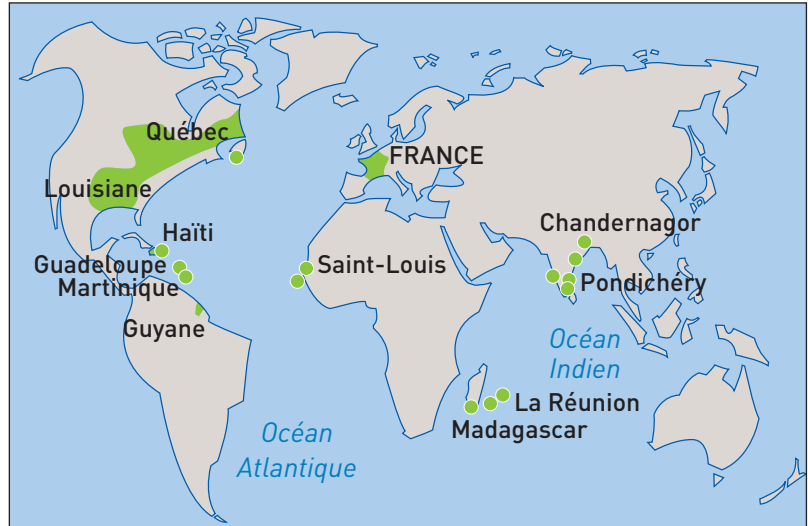 Québec
FRANCE
Louisiane
Chandernagor
Haïti
Guadeloupe
Saint-Louis
Martinique
Pondichéry
Guyane
Océan
Indien
La Réunion
Madagascar
Océan
Atlantique